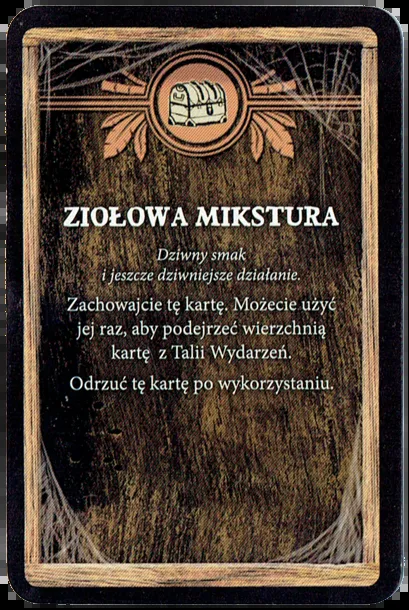 ZIOŁOWA MIKSTURA
Dziwny smak
i jeszcze dziwniejsze działanie.
Zachowajcie tę kartę. Możecie użyć
jej raz, aby podejrzeć wierzchnią
kartę z Talii Wydarzeń.
Odrzuć tę kartę po wykorzystaniu.